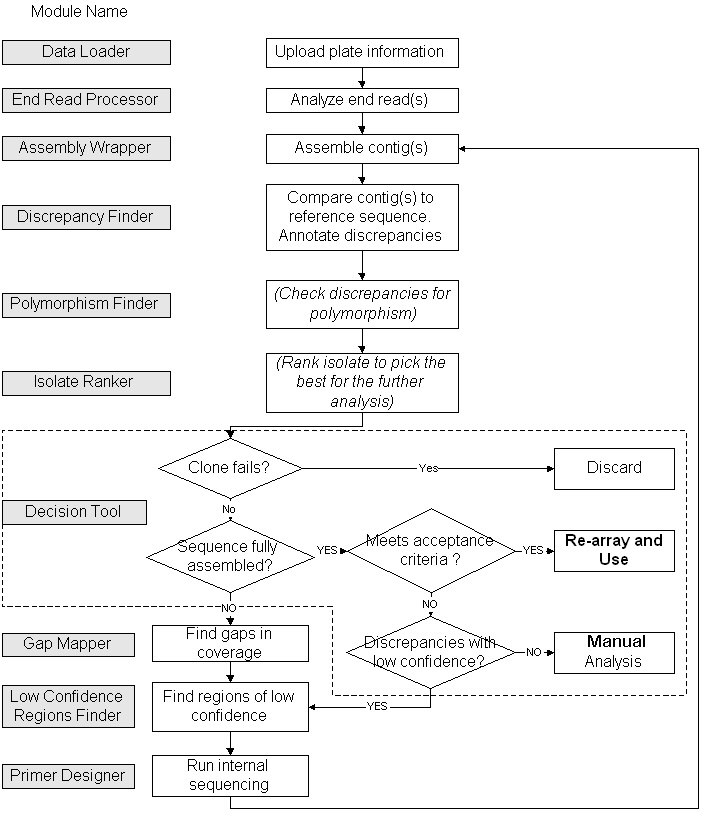 Module Name
Data Loader
Upload plate information
End Read Processor
Analyze end read(s)
Assembly Wrapper
Assemble contig(s)
Discrepancy Finder
Compare contig(s) to
reference sequence.
Annotate discrepancies
Polymorphism Finder
(Check discrepancies for
polymorphism)
Isolate Ranker
(Rank isolate to pick the
best for the further
analysis)
Clone fails?
Yes
Discard
No
Decision Tool
Sequence fully
assembled?
YES
Meets acceptance
criteria ?
YES
Re-array and
Use
NO
NO
Gap Mapper
Find gaps in
coverage
Discrepancies with
low confidence?
NO
Manual
Analysis
Low Confidence
Regions Finder
Find regions of low
confidence
YES
Primer Designer
Run internal
sequencing